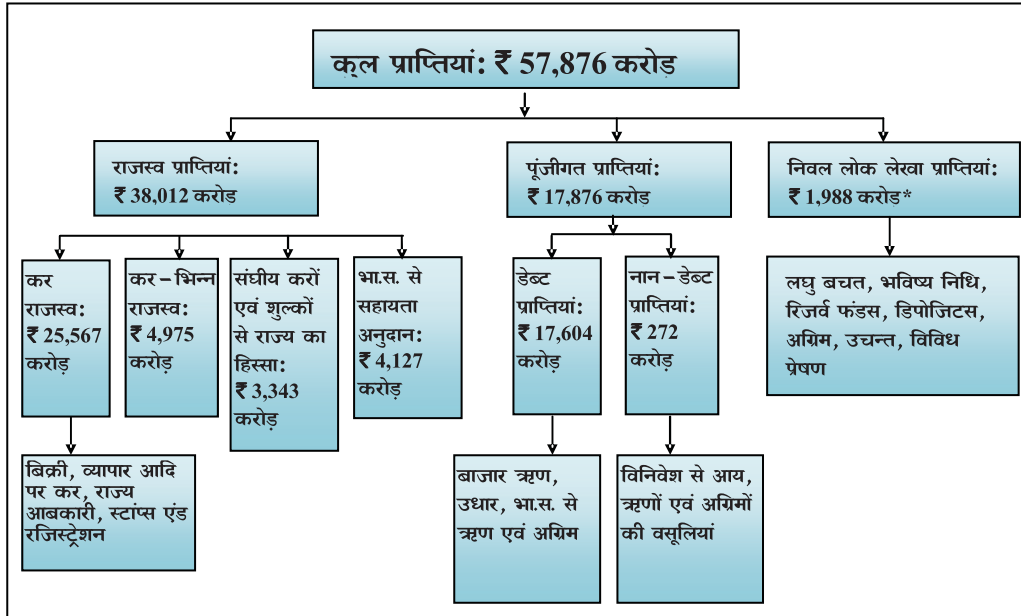 कुल प्राप्तियां: ₹ 57,876 करोड़
राजस्व प्राप्तियां:
₹ 38,012 करोड
पूंजीगत प्राप्तियां:
₹ 17,876 करोड
निवल लोक लेखा प्राप्तियां:
₹ 1,988 करोड*
कर
राजस्व:
₹ 25,567
करोड़
कर-भिन्न
राजस्व:
₹ 4,975
करोड़
संघीय करों
एवं शुल्कों
से राज्य का
हिस्सा:
₹ 3,343
करोड़
भा.स. से
सहायता
अनुदान:
₹ 4,127
करोड़
डेब्ट
प्राप्तियां:
₹ 17,604
करोड़
नान-डेब्ट
प्राप्तियां:
₹ 272
करोड़
लघु बचत, भविष्य निधि,
रिजर्व फंडस, डिपोजिटस,
अग्रिम, उचन्त, विविध
प्रेषण
बिक्री, व्यापार आदि
पर कर, राज्य
आबकारी, स्टांप्स एंड
रजिस्ट्रेशन
बाजार ऋण,
उधार, भा.स. से
ऋण एवं अग्रिम
विनिवेश से आय,
ऋणों एवं अग्रिमों
की वसूलियां